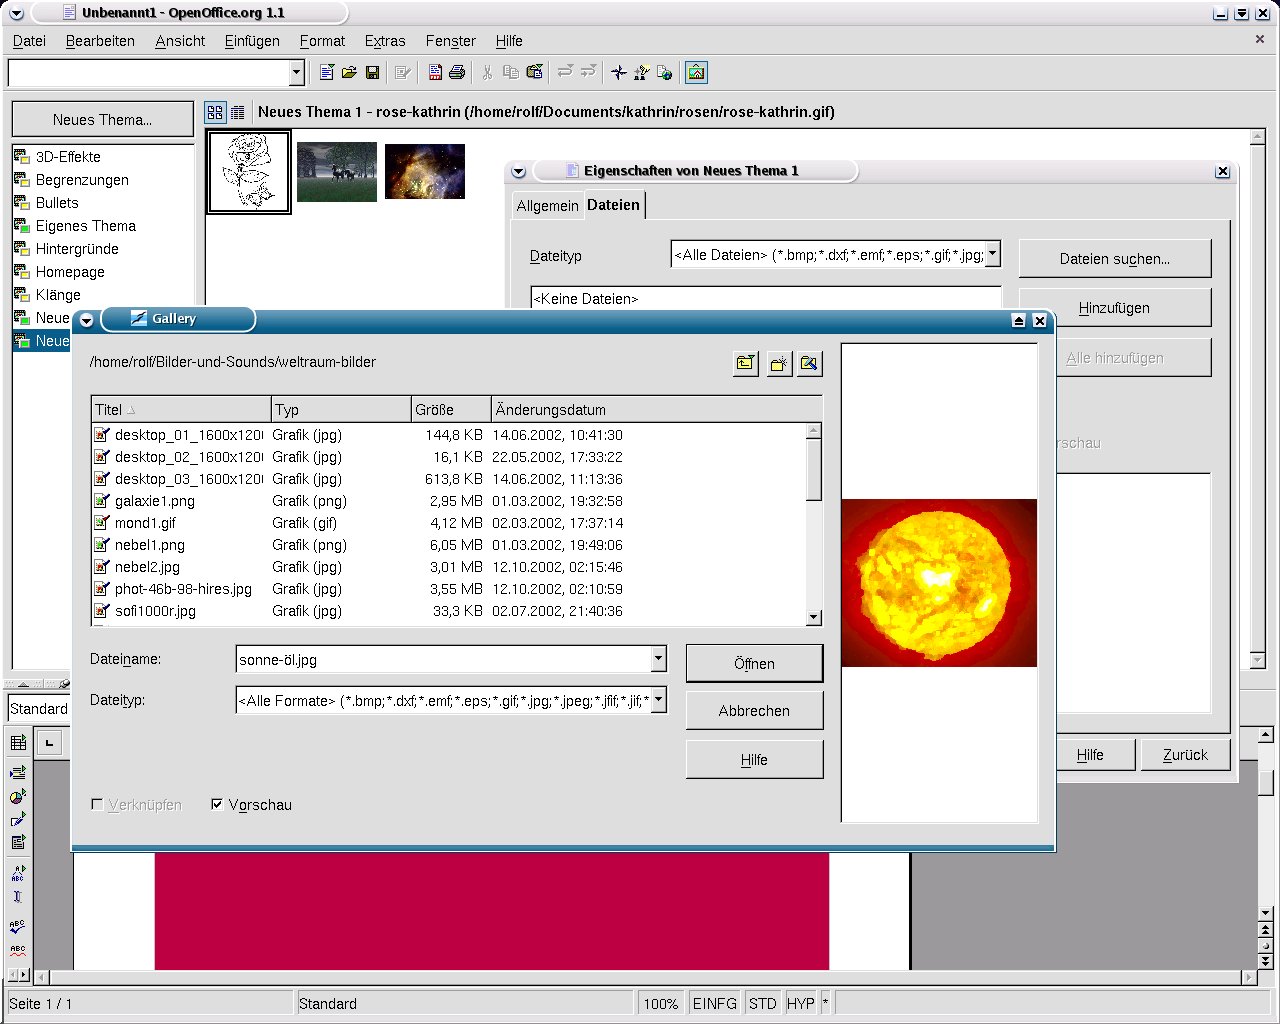 Unbenannt1 - OpenOffice.org 1.1
Datei Bearbeiten Ansicht Einfügen Format Extras Fenster Hilfe
Neues Thema...
Neues Thema 1 - rose-kathrin (/home/rolf/Documents/kathrin/rosen/rose-kathrin.gif)
3D-Effekte
Begrenzungen
Bullets
Eigenes Thema
Hintergründe
Homepage
Klänge
Neue
Neue
Eigenschaften von Neues Thema 1
Allgemein Dateien
Dateityp <Alle Dateien> (*.bmp;*.dxf;*.emf;*.eps;*.gif;*.jpg; Dateien suchen...
<Keine Dateien>
Hinzufügen
Alle hinzufügen
rschau
Hilfe Zurück
Gallery
/home/rolf/Bilder-und-Sounds/weltraum-bilder
Titel Typ Größe Änderungsdatum
desktop_01_1600x120 Grafik (jpg) 144,8 KB 14.06.2002, 10:41:30
desktop_02_1600x120 Grafik (jpg) 16,1 KB 22.05.2002, 17:33:22
desktop_03_1600x120 Grafik (jpg) 613,8 KB 14.06.2002, 11:13:36
galaxie1.png Grafik (png) 2,95 MB 01.03.2002, 19:32:58
mond1.gif Grafik (gif) 4,12 MB 02.03.2002, 17:37:14
nebel1.png Grafik (png) 6,05 MB 01.03.2002, 19:49:06
nebel2.jpg Grafik (jpg) 3,01 MB 12.10.2002, 02:15:46
phot-46b-98-hires.jpg Grafik (jpg) 3,55 MB 12.10.2002, 02:10:59
sofi1000r.jpg Grafik (jpg) 33,3 KB 02.07.2002, 21:40:36
Dateiname: sonne-öl.jpg Öffnen
Dateityp: <Alle Formate> (*.bmp;*.dxf;*.emf;*.eps;*.gif;*.jpg;*.jpeg;*.jfif;*.jif;* Abbrechen
Hilfe
Verknüpfen Vorschau
Standard
ABC
ABC
ABC
Seite 1 / 1 Standard 100% EINFG STD HYP *